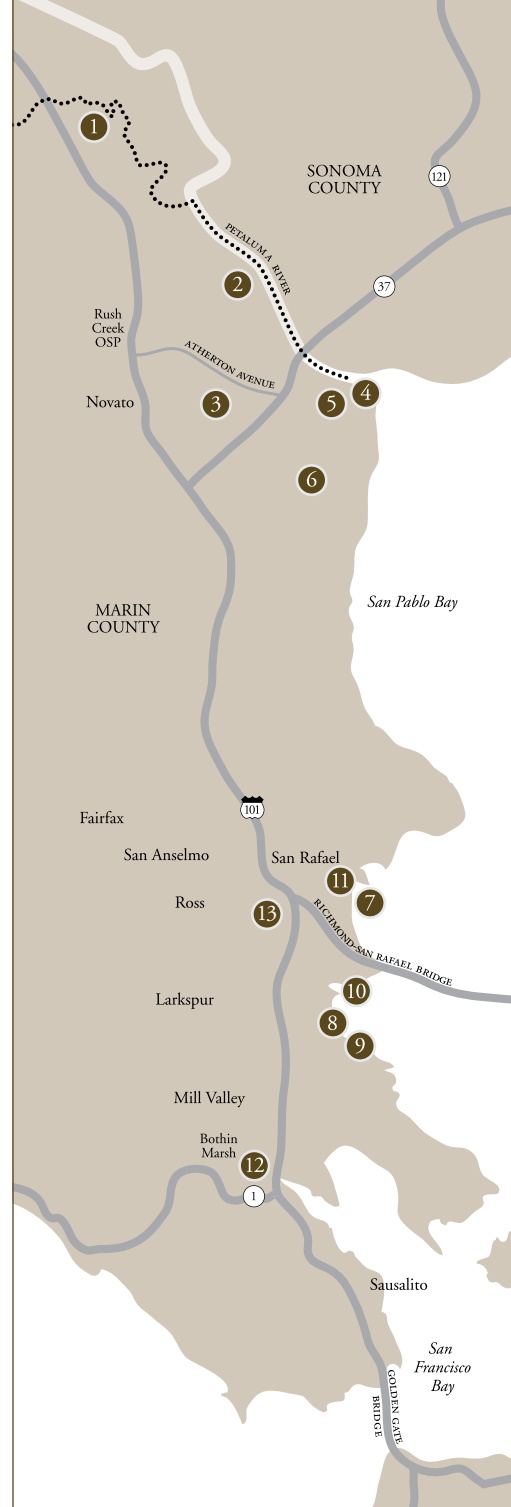 1
SONOMA
COUNTY
121
PETALUMA RIVER
2
37
Rush
Creek
OSP
ATHERTON AVENUE
4
Novato
3
5
6
San Pablo Bay
MARIN
COUNTY
101
Fairfax
San Anselmo
San Rafael
11
Ross
7
13
RICHMOND-SAN RAFAEL BRIDGE
10
Larkspur
8
9
Mill Valley
Bothin
Marsh
12
1
Sausalito
San
Francisco
Bay
GOLDEN GATE
BRIDGE